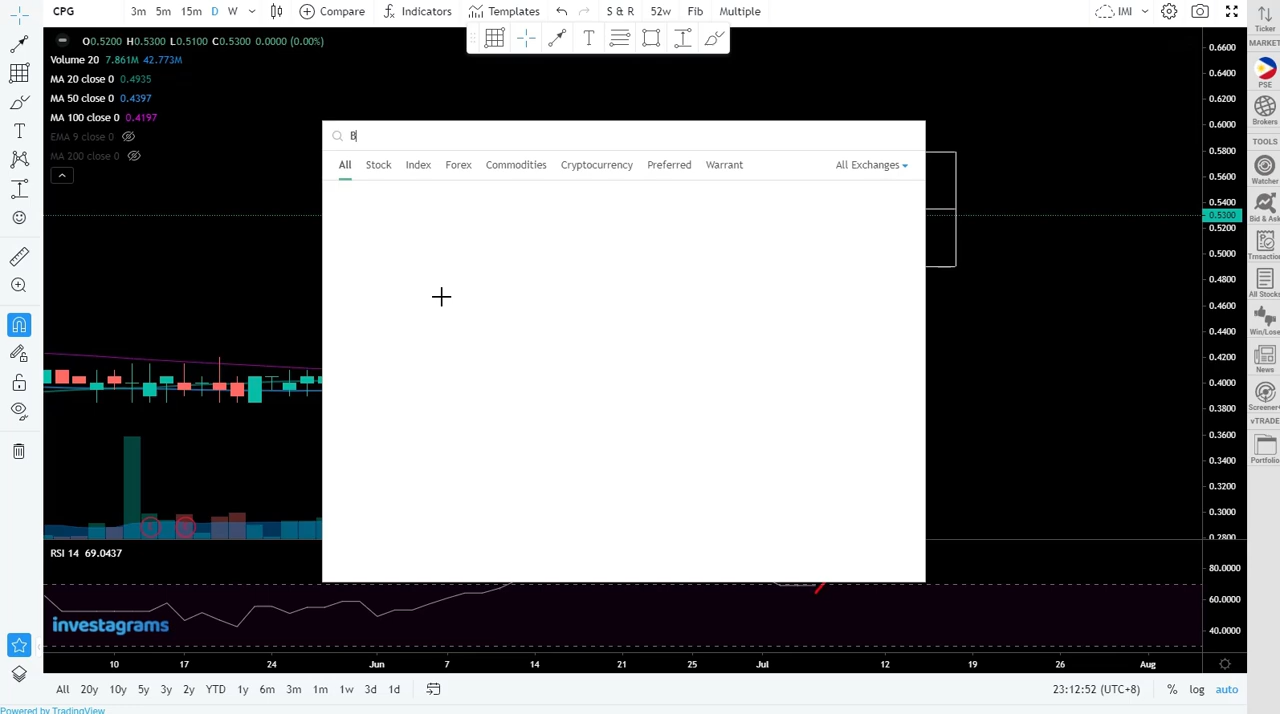 CPG 3m 5m 15m D W Compare Indicators Templates S & R 52w Fib Multiple IMI
O0.5200 H0.5300 L0.5100 C0.5300 0.0000 (0.00%)
Volume 20 7.861M 42.773M
MA 20 close 0 0.4935
MA 50 close 0 0.4397
MA 100 close 0 0.4197
EMA 9 close 0
MA 200 close 0
B
All Stock Index Forex Commodities Cryptocurrency Preferred Warrant All Exchanges
0.6600
0.6400
0.6200
0.6000
0.5800
0.5600
0.5400
0.5300
0.5200
0.5000
0.4800
0.4600
0.4400
0.4200
0.4000
0.3800
0.3600
0.3400
0.3200
0.3000
0.2800
RSI 14 69.0437
80.0000
60.0000
40.0000
investagrams
10 17 24 Jun 7 14 21 25 Jul 12 19 26 Aug
All 20y 10y 5y 3y 2y YTD 1y 6m 3m 1m 1w 3d 1d 23:12:52 (UTC+8) % log auto
Powered by TradingView
Ticker
MARKET
PSE
Brokers
TOOLS
Watcher
Bid & Ask
Trnsaction
All Stocks
Win/Lose
News
Screener
vTRADE
Portfolio